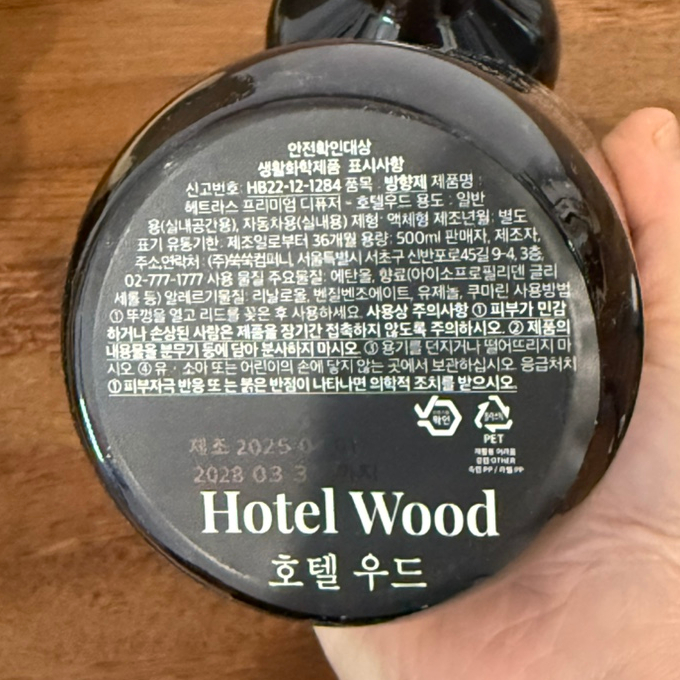 안전확인대상
생활화학제품 표시사항
신고번호: HB22-12-1284 품목 : 방향제 제품명 :
헤트라스 프리미엄 디퓨저 - 호텔우드 용도 : 일반
용(실내공간용), 자동차용(실내용) 제형· 액체형 제조년월: 별도
표기 유통기한: 제조일로부터 36개월 용량: 500ml 판매자, 제조자,
주소,연락처: (주)쑥쑥컴퍼니, 서울특별시 서초구 신반포로45길 9-4, 3층,
02-777-1777 사용 물질 주요물질: 에탄올, 향료(아이소프로필리덴 글리
세롤 등) 알레르기물질: 리날로올, 벤질벤조에이트, 유제놀, 쿠마린 사용방법
① 뚜껑을 열고 리드를 꽂은 후 사용하세요. 사용상 주의사항 ① 피부가 민감
하거나 손상된 사람은 제품을 장기간 접촉하지 않도록 주의하시오. ② 제품의
내용물을 분무기 등에 담아 분사하지 마시오. ③ 용기를 던지거나 떨어뜨리지 마
시오 ④ 유 · 소아 또는 어린이의 손에 닿지 않는 곳에서 보관하십시오. 응급처치
① 피부자극 반응 또 는 붉은 반점이 나타나면 의학적 조치를 받으시오.
확인
PET
재활용 어려움
제조 2025 0
2028 03 3 까지
Hotel Wood
호텔 우드